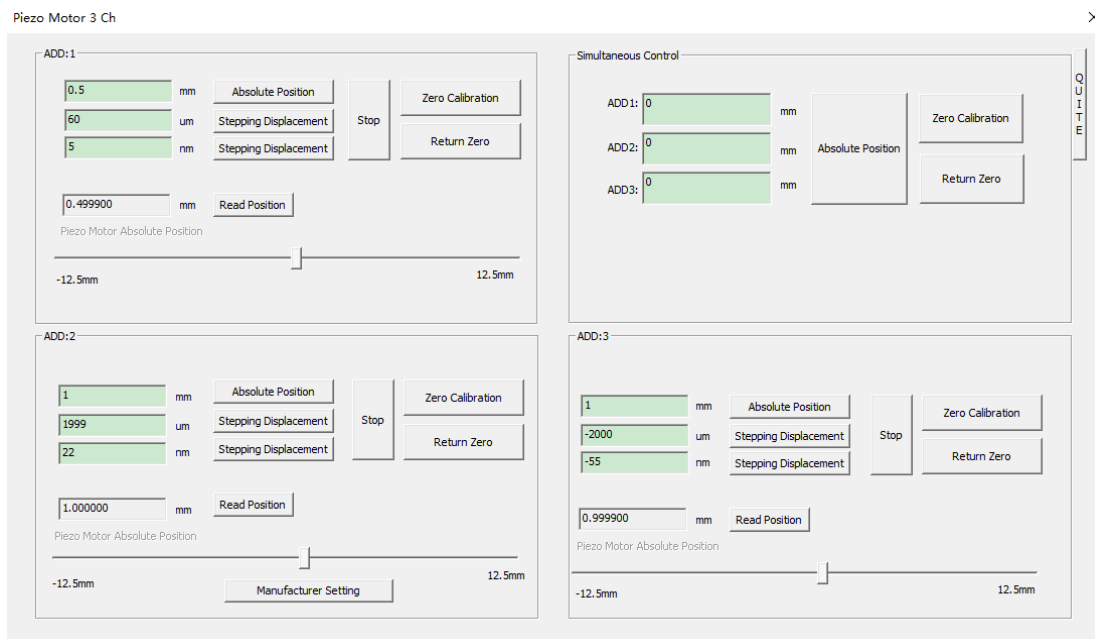 Piezo Motor 3 Ch
ADD:1
0.5 mm Absolute Position
60 um Stepping Displacement
5 nm Stepping Displacement
Stop
Zero Calibration
Return Zero
0.499900 mm Read Position
Piezo Motor Absolute Position
-12.5mm 12.5mm
Simultaneous Control
ADD1: 0 mm
ADD2: 0 mm
ADD3: 0 mm
Absolute Position
Zero Calibration
Return Zero
QUITE
ADD:2
1 mm Absolute Position
1999 um Stepping Displacement
22 nm Stepping Displacement
Stop
Zero Calibration
Return Zero
1.000000 mm Read Position
Piezo Motor Absolute Position
-12.5mm 12.5mm
Manufacturer Setting
ADD:3
1 mm Absolute Position
-2000 um Stepping Displacement
-55 nm Stepping Displacement
Stop
Zero Calibration
Return Zero
0.999900 mm Read Position
Piezo Motor Absolute Position
-12.5mm 12.5mm